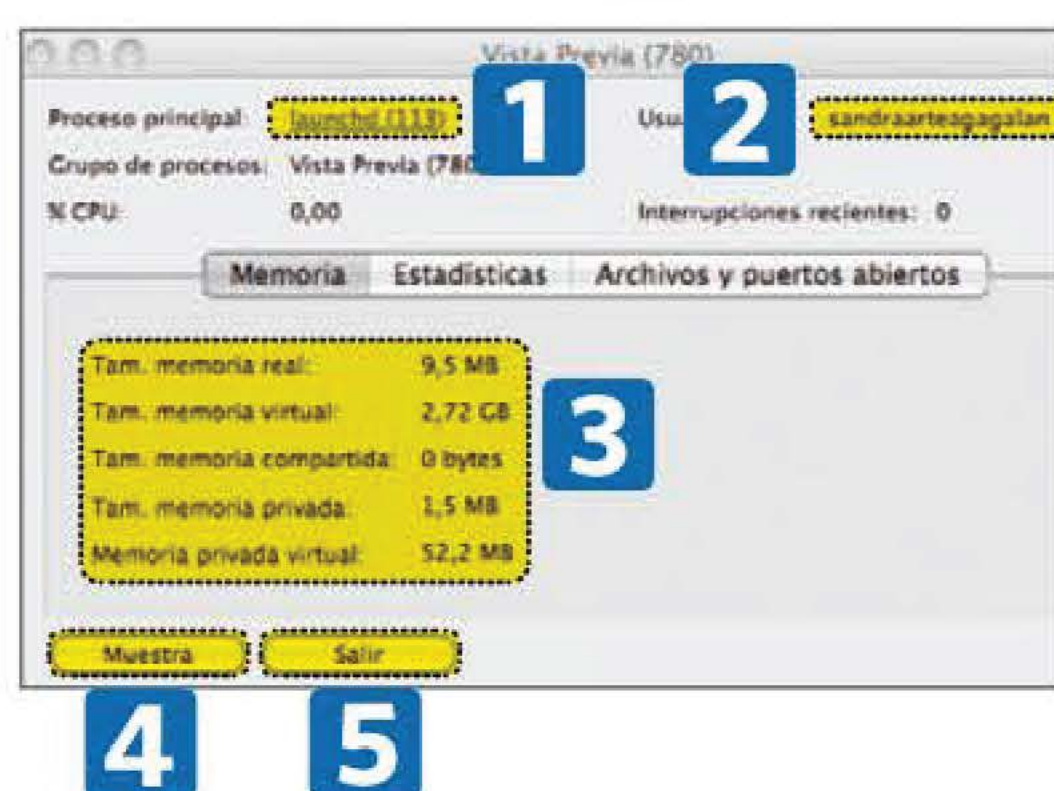 Vista Previa (780)
1
2
Proceso principal: launchd (113)
sandraarteagagalan
Grupo de procesos: Vista Previa (780
% CPU: 0,00
Interrupciones recientes: 0
Memoria Estadísticas Archivos y puertos abiertos
Tam. memoria real: 9,5 MB
Tam. memoria virtual: 2,72 GB
3
Tam. memoria compartida: 0 bytes
Tam. memoria privada: 1,5 MB
Memoria privada virtual: 52,2 MB
Muestra Salir
4 5